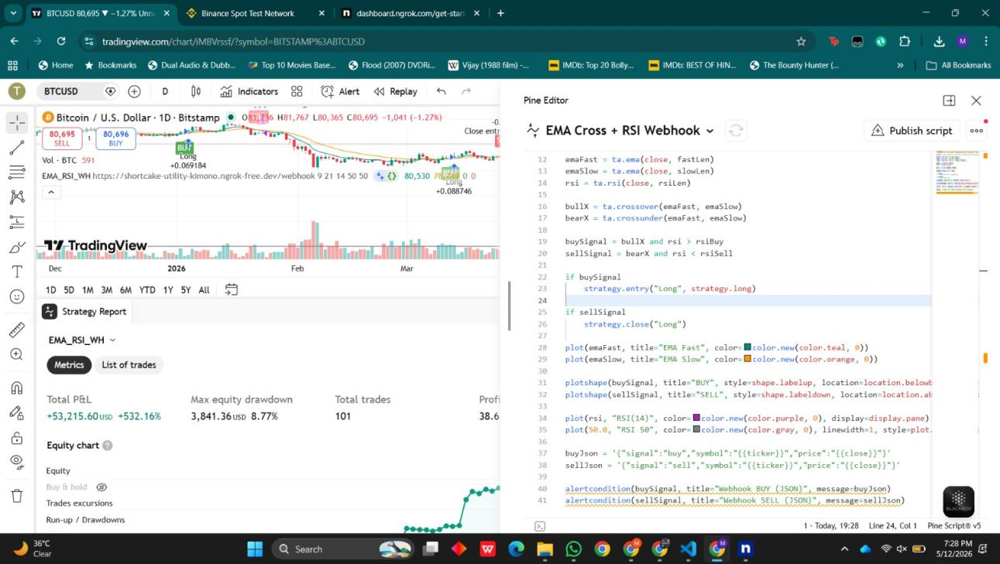 BTCUSD 80,695 ▼ −1.27% Unna
Binance Spot Test Network
dashboard.ngrok.com/get-start
tradingview.com/chart/iMBVrssf/?symbol=BITSTAMP%3ABTCUSD
Home
Bookmarks
Dual Audio & Dubb...
Top 10 Movies Base...
Flood (2007) DVDRi...
Vijay (1988 film) -...
IMDb: Top 20 Bolly...
IMDb: BEST OF HIN...
The Bounty Hunter (...
All Bookmarks
T BTCUSD D Indicators Alert Replay
Bitcoin / U.S. Dollar · 1D · Bitstamp O81,736 H81,767 L80,365 C80,695 −1,041 (−1.27%)
80,695 SELL 1 80,696 BUY
Close entr
Long
+0.069184
Vol · BTC 591
EMA_RSI_WH https://shortcake-utility-kimono.ngrok-free.dev/webhook 9 21 14 50 50 80,530
Long
+0.088746
TradingView
Dec 2026 Feb Mar
1D 5D 1M 3M 6M YTD 1Y 5Y All
Strategy Report
EMA_RSI_WH
Metrics List of trades
Total P&L Max equity drawdown Total trades Profi
+53,215.60 USD +532.16% 3,841.36 USD 8.77% 101 38.6
Equity chart
Equity
Buy & hold
Trades excursions
Run-up / Drawdowns
Pine Editor
EMA Cross + RSI Webhook
Publish script
12 emaFast = ta.ema(close, fastLen)
13 emaSlow = ta.ema(close, slowLen)
14 rsi = ta.rsi(close, rsiLen)
15
16 bullX = ta.crossover(emaFast, emaSlow)
17 bearX = ta.crossunder(emaFast, emaSlow)
18
19 buySignal = bullX and rsi > rsiBuy
20 sellSignal = bearX and rsi < rsiSell
21
22 if buySignal
23 strategy.entry("Long", strategy.long)
24
25 if sellSignal
26 strategy.close("Long")
27
28 plot(emaFast, title="EMA Fast", color=color.new(color.teal, 0))
29 plot(emaSlow, title="EMA Slow", color=color.new(color.orange, 0))
30
31 plotshape(buySignal, title="BUY", style=shape.labelup, location=location.belowb
32 plotshape(sellSignal, title="SELL", style=shape.labeldown, location=location.ab
33
34 plot(rsi, "RSI(14)", color=color.new(color.purple, 0), display=display.pane)
35 plot(50.0, "RSI 50", color=color.new(color.gray, 0), linewidth=1, style=plot.
36
37 buyJson = '{"signal":"buy","symbol":"{{ticker}}","price":"{{close}}"}'
38 sellJson = '{"signal":"sell","symbol":"{{ticker}}","price":"{{close}}"}'
39
40 alertcondition(buySignal, title="Webhook BUY (JSON)", message=buyJson)
41 alertcondition(sellSignal, title="Webhook SELL (JSON)", message=sellJson)
BLACKBOX
1 · Today, 19:28 Line 24, Col 1 Pine Script® v5
36°C
Clear
Search
7:28 PM
5/12/2026